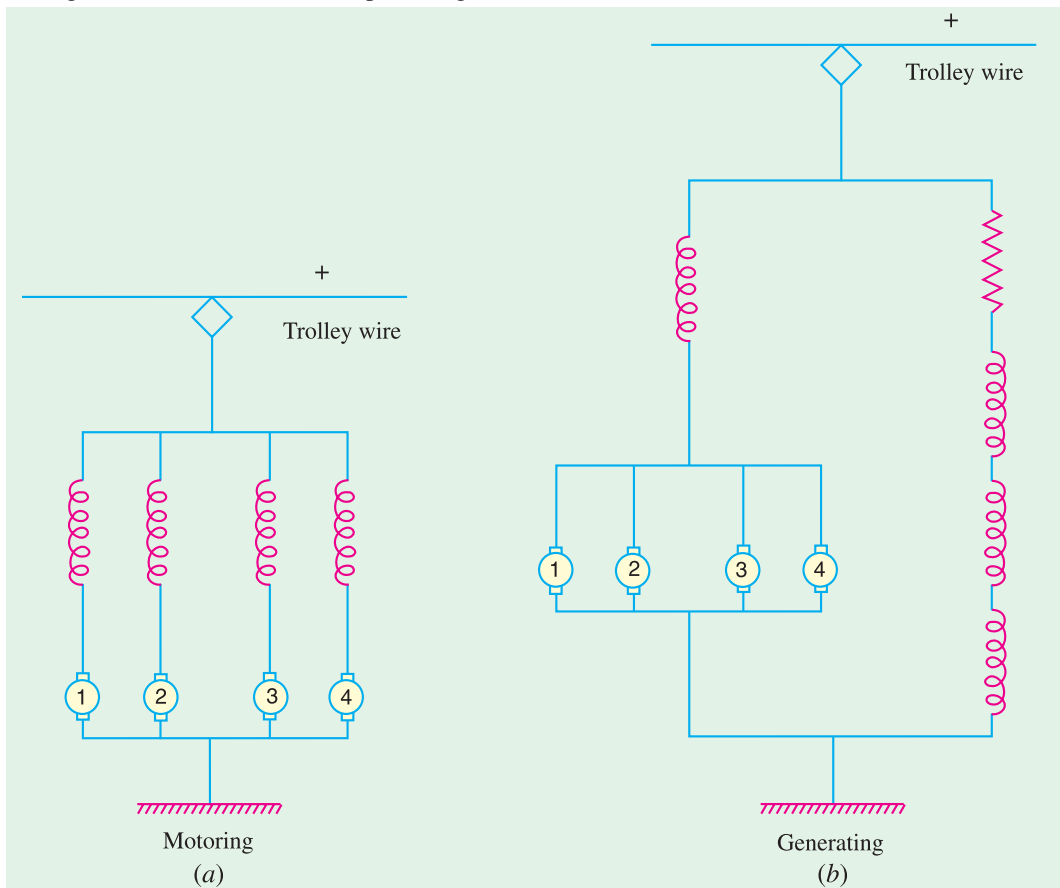 +
Trolley wire
+
Trolley wire
1 2 3 4
1 2 3 4
Motoring
(a)
Generating
(b)